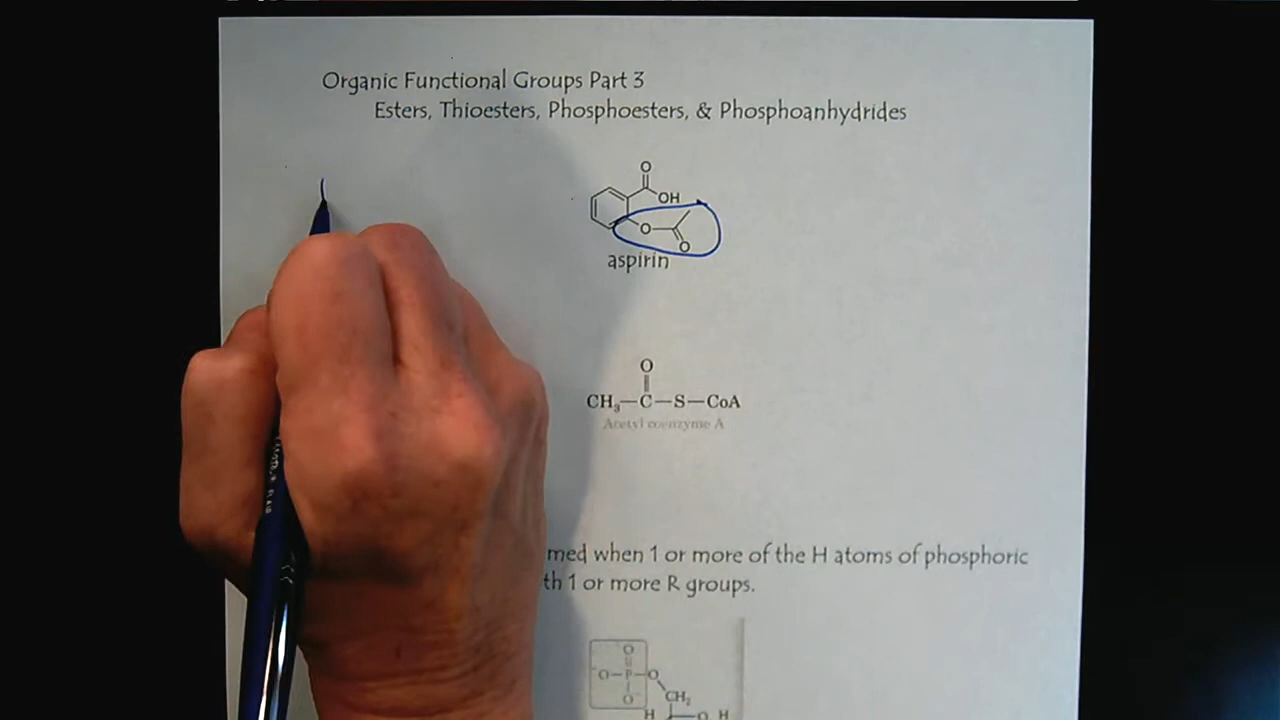 Organic Functional Groups Part 3
Esters, Thioesters, Phosphoesters, & Phosphoanhydrides
O
OH
O
O
aspirin
O
CH₃—C—S—CoA
Acetyl coenzyme A
med when 1 or more of the H atoms of phosphoric
th 1 or more R groups.
O
⁻O—P—O
O⁻
CH₂
H O H